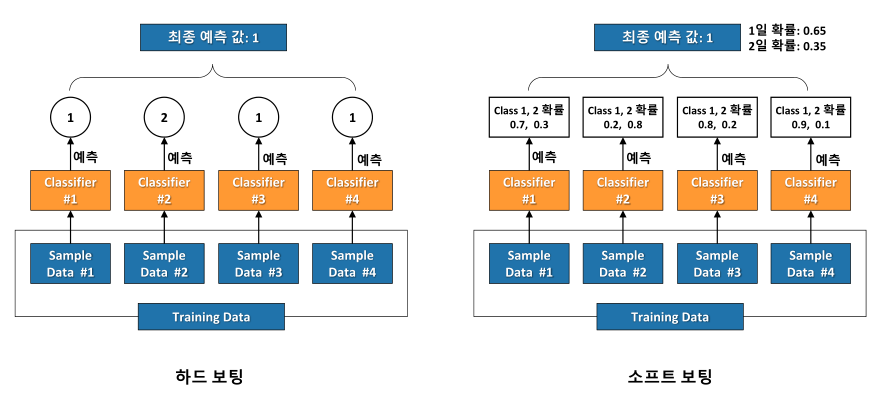 최종 예측 값: 1
1
2
1
1
예측
예측
예측
예측
Classifier
#1
Classifier
#2
Classifier
#3
Classifier
#4
Sample
Data #1
Sample
Data #2
Sample
Data #3
Sample
Data #4
Training Data
하드 보팅
최종 예측 값: 1
1일 확률: 0.65
2일 확률: 0.35
Class 1, 2 확률
0.7, 0.3
Class 1, 2 확률
0.2, 0.8
Class 1, 2 확률
0.8, 0.2
Class 1, 2 확률
0.9, 0.1
예측
예측
예측
예측
Classifier
#1
Classifier
#2
Classifier
#3
Classifier
#4
Sample
Data #1
Sample
Data #2
Sample
Data #3
Sample
Data #4
Training Data
소프트 보팅